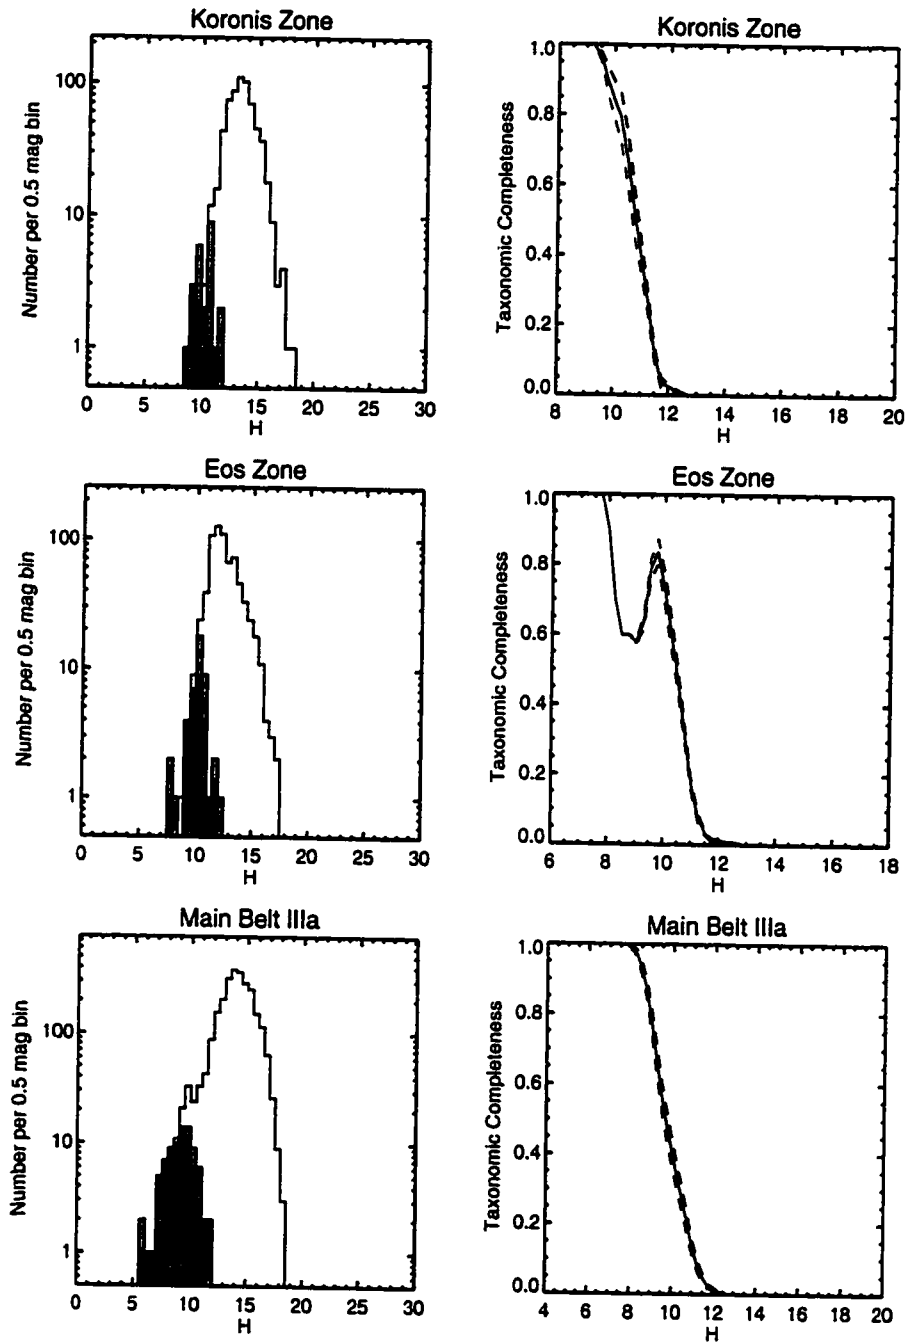 Koronis Zone
Number per 0.5 mag bin
100
10
1
0 5 10 15 20 25 30
H
Koronis Zone
Taxonomic Completeness
1.0
0.8
0.6
0.4
0.2
0.0
8 10 12 14 16 18 20
H
Eos Zone
Number per 0.5 mag bin
100
10
1
0 5 10 15 20 25 30
H
Eos Zone
Taxonomic Completeness
1.0
0.8
0.6
0.4
0.2
0.0
6 8 10 12 14 16 18
H
Main Belt IIIa
Number per 0.5 mag bin
100
10
1
0 5 10 15 20 25 30
H
Main Belt IIIa
Taxonomic Completeness
1.0
0.8
0.6
0.4
0.2
0.0
4 6 8 10 12 14 16 18 20
H